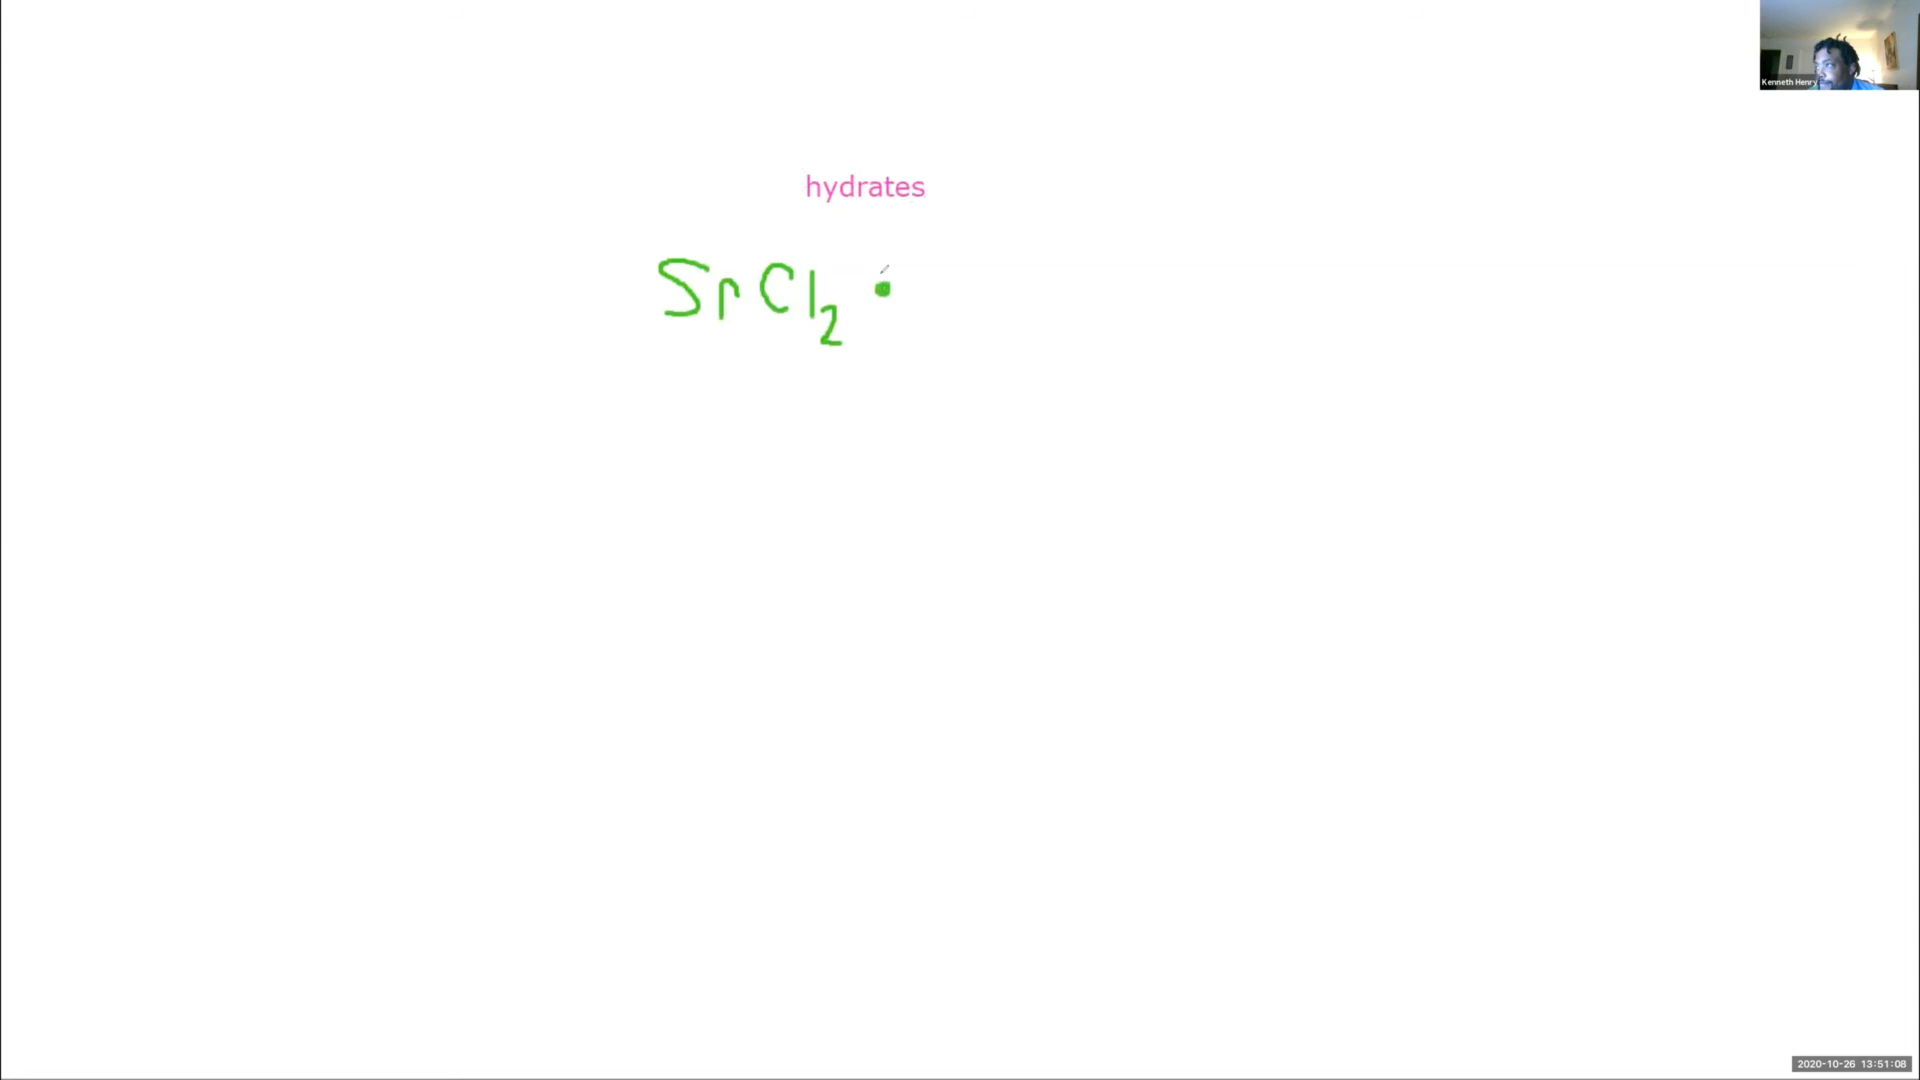 Kenneth Henry
hydrates
SrCl₂ •
2020-10-26 13:51:08